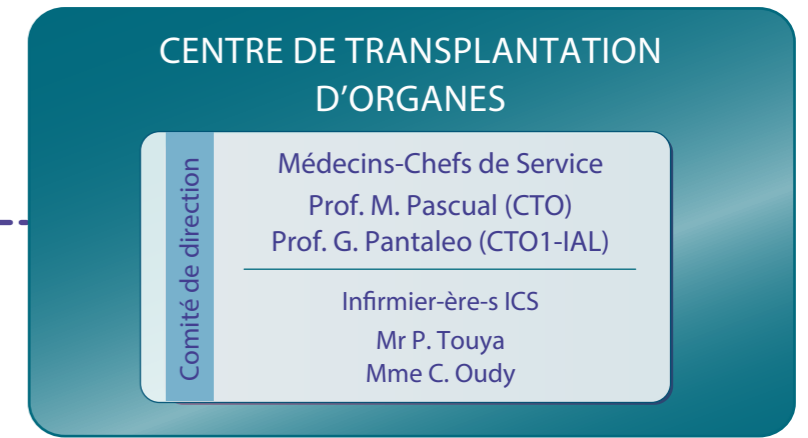 CENTRE DE TRANSPLANTATION
D’ORGANES
Comité de direction
Médecins-Chefs de Service
Prof. M. Pascual (CTO)
Prof. G. Pantaleo (CTO1-IAL)
Infirmier-ère-s ICS
Mr P. Touya
Mme C. Oudy